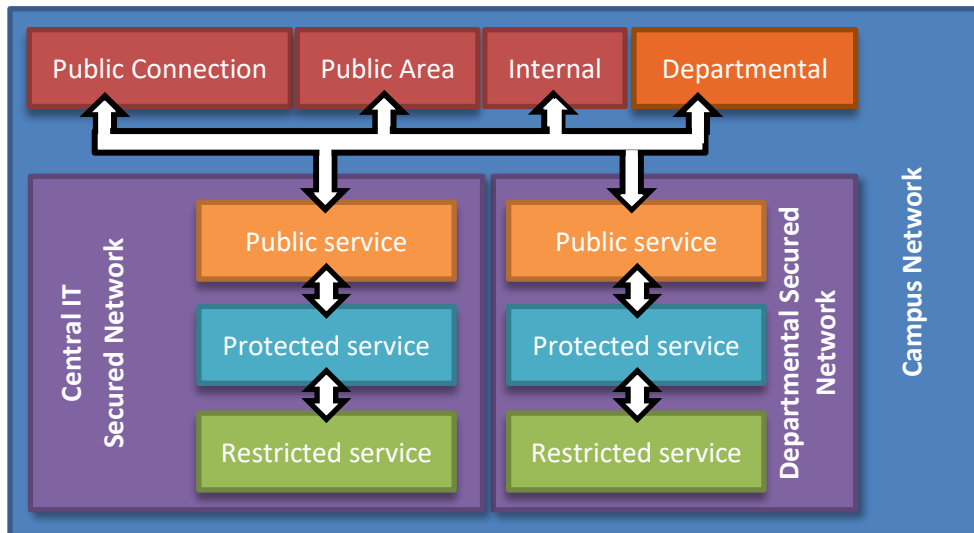 Public Connection
Public Area
Internal
Departmental
Central IT
Secured Network
Public service
Protected service
Restricted service
Public service
Protected service
Restricted service
Departmental Secured
Network
Campus Network